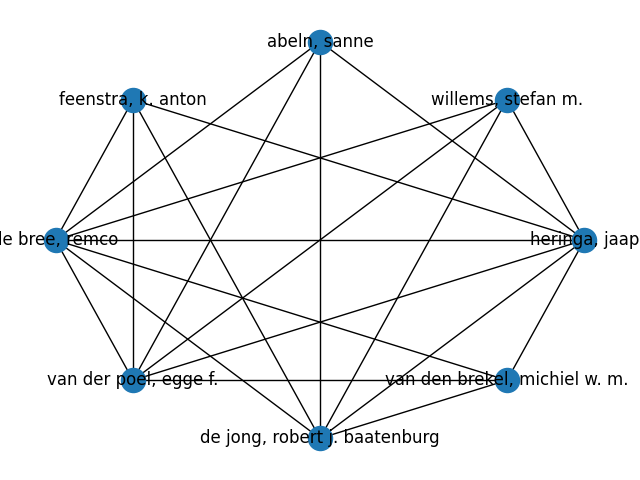 abeln, sanne
feenstra, k. anton
willems, stefan m.
de bree, remco
heringa, jaap
van der poel, egge f.
van den brekel, michiel w. m.
de jong, robert j. baatenburg